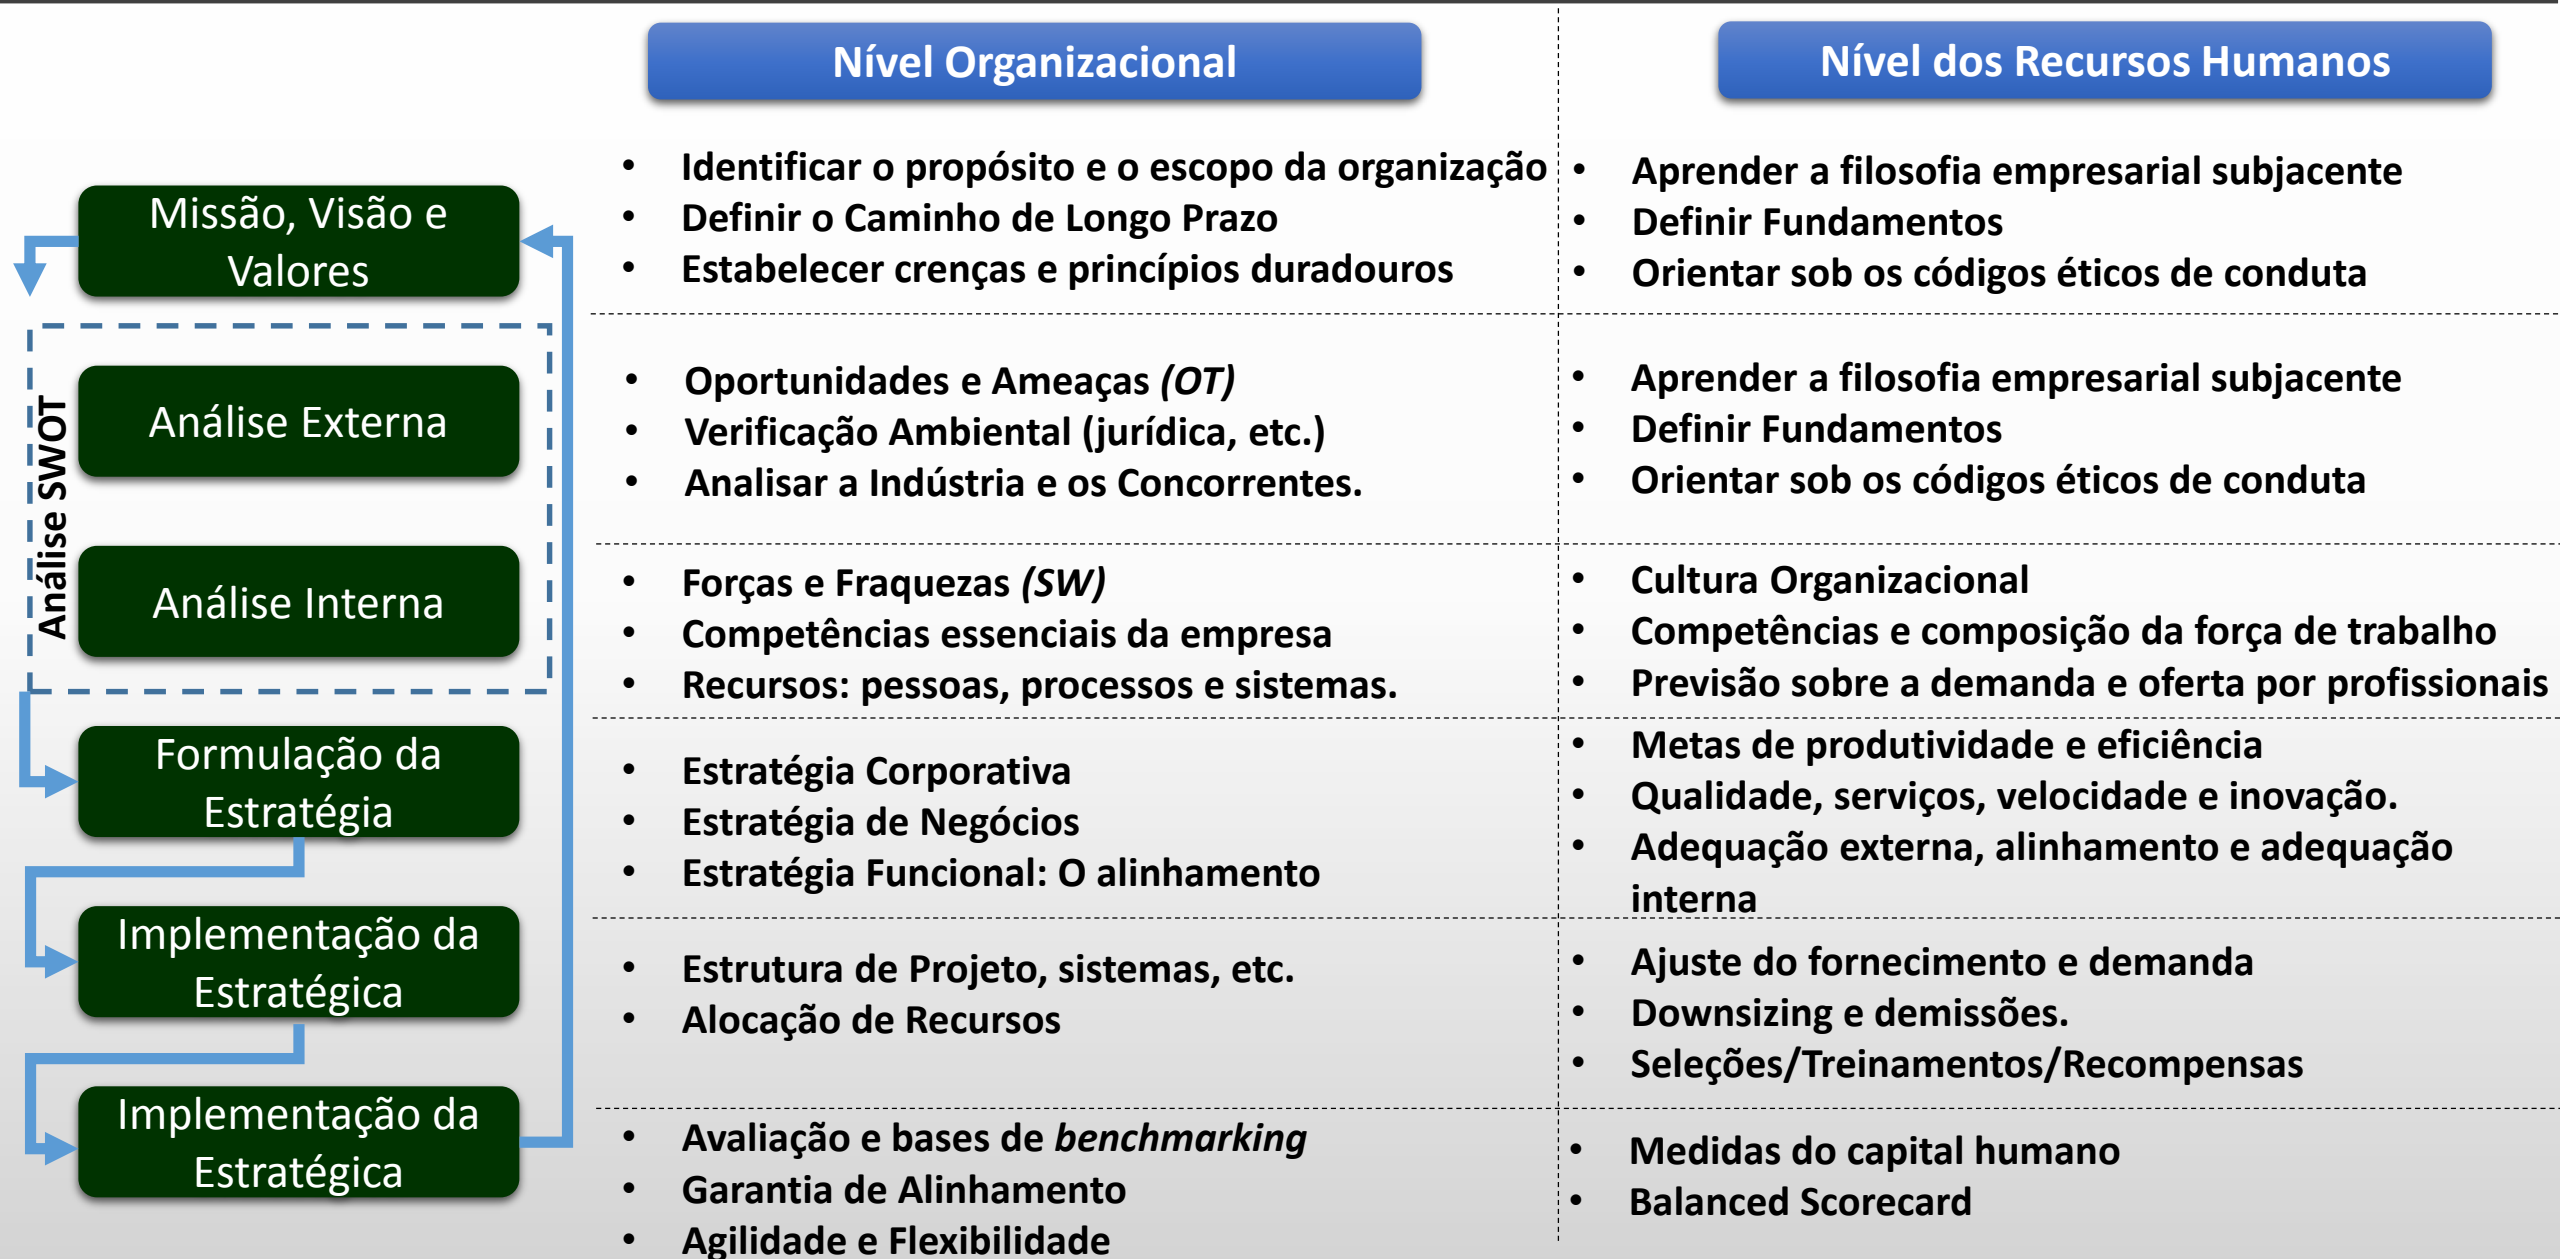 Nível Organizacional
Nível dos Recursos Humanos
Missão, Visão e
Valores
• Identificar o propósito e o escopo da organização
• Definir o Caminho de Longo Prazo
• Estabelecer crenças e princípios duradouros
• Aprender a filosofia empresarial subjacente
• Definir Fundamentos
• Orientar sob os códigos éticos de conduta
Análise SWOT
Análise Externa
• Oportunidades e Ameaças (OT)
• Verificação Ambiental (jurídica, etc.)
• Analisar a Indústria e os Concorrentes.
• Aprender a filosofia empresarial subjacente
• Definir Fundamentos
• Orientar sob os códigos éticos de conduta
Análise Interna
• Forças e Fraquezas (SW)
• Competências essenciais da empresa
• Recursos: pessoas, processos e sistemas.
• Cultura Organizacional
• Competências e composição da força de trabalho
• Previsão sobre a demanda e oferta por profissionais
Formulação da
Estratégia
• Estratégia Corporativa
• Estratégia de Negócios
• Estratégia Funcional: O alinhamento
• Metas de produtividade e eficiência
• Qualidade, serviços, velocidade e inovação.
• Adequação externa, alinhamento e adequação
interna
Implementação da
Estratégica
• Estrutura de Projeto, sistemas, etc.
• Alocação de Recursos
• Ajuste do fornecimento e demanda
• Downsizing e demissões.
• Seleções/Treinamentos/Recompensas
Implementação da
Estratégica
• Avaliação e bases de benchmarking
• Garantia de Alinhamento
• Agilidade e Flexibilidade
• Medidas do capital humano
• Balanced Scorecard